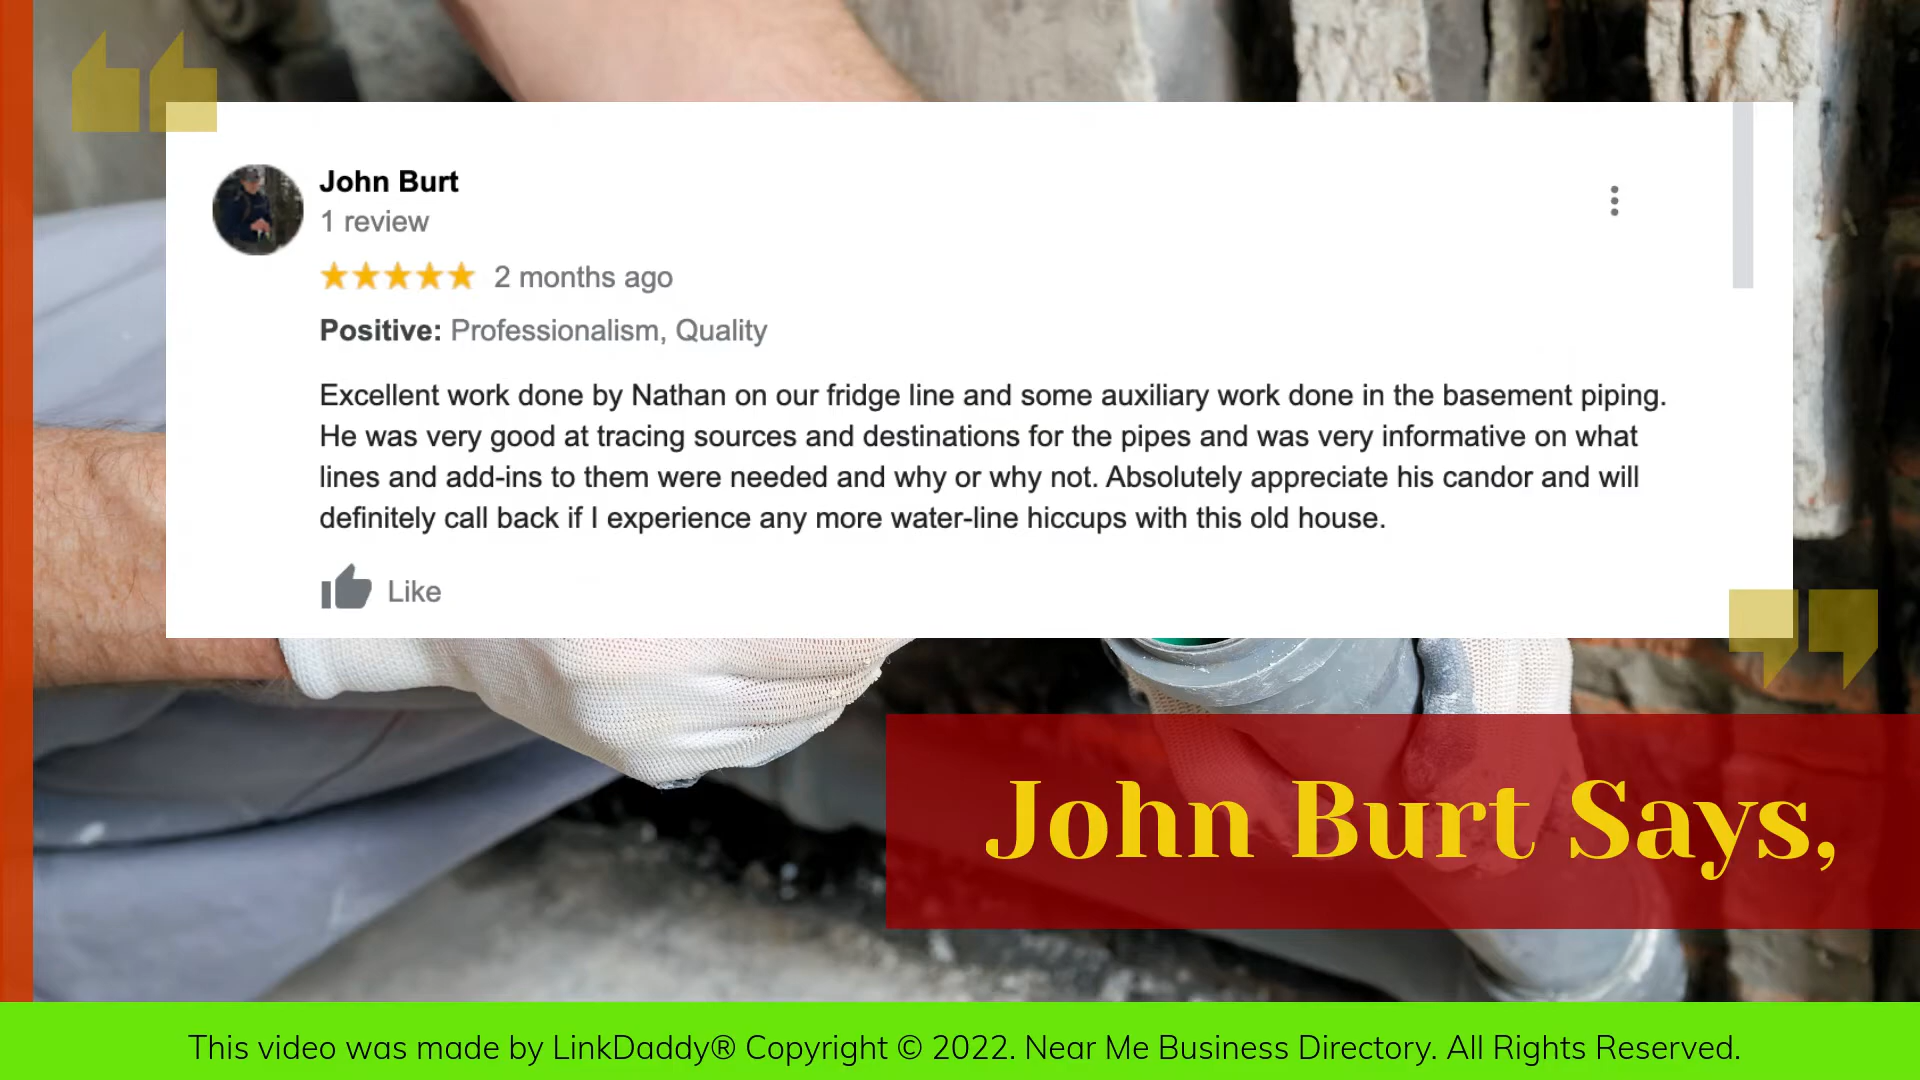 John Burt
1 review
2 months ago
Positive: Professionalism, Quality
Excellent work done by Nathan on our fridge line and some auxiliary work done in the basement piping.
He was very good at tracing sources and destinations for the pipes and was very informative on what
lines and add-ins to them were needed and why or why not. Absolutely appreciate his candor and will
definitely call back if I experience any more water-line hiccups with this old house.
Like
John Burt Says,
This video was made by LinkDaddy® Copyright © 2022. Near Me Business Directory. All Rights Reserved.